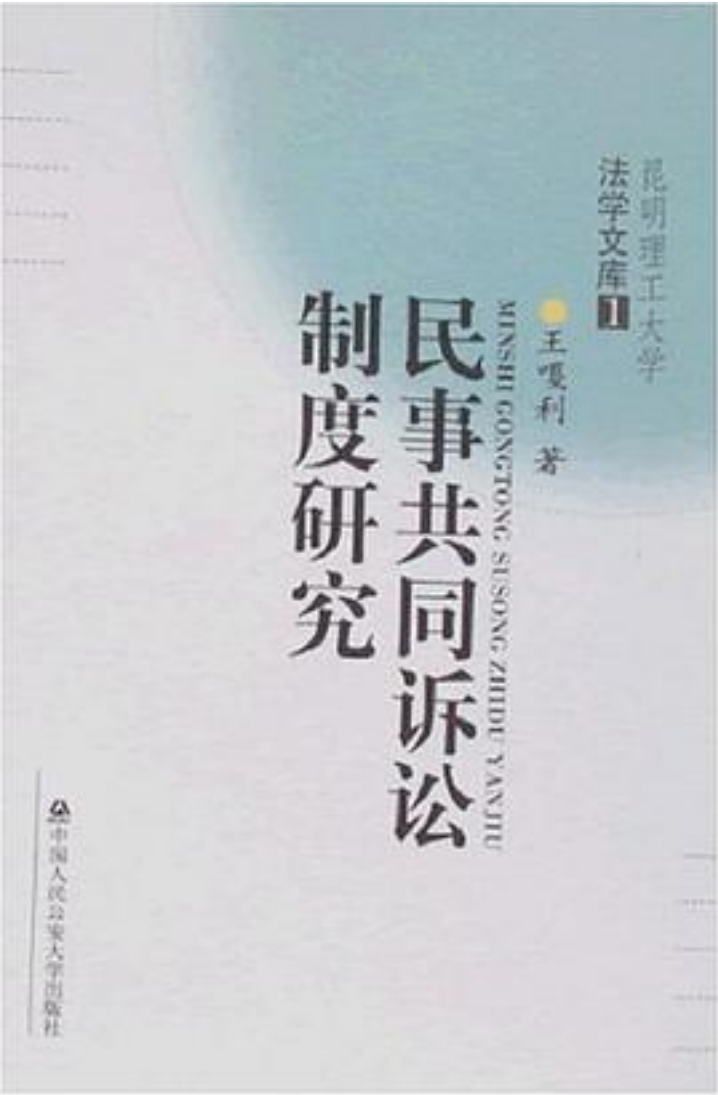 昆明理工大学
法学文库1
王嘎利 著
MINSHI GONGTONG SUSONG ZHIDU YANJIU
民事共同诉讼
制度研究
中国人民公安大学出版社